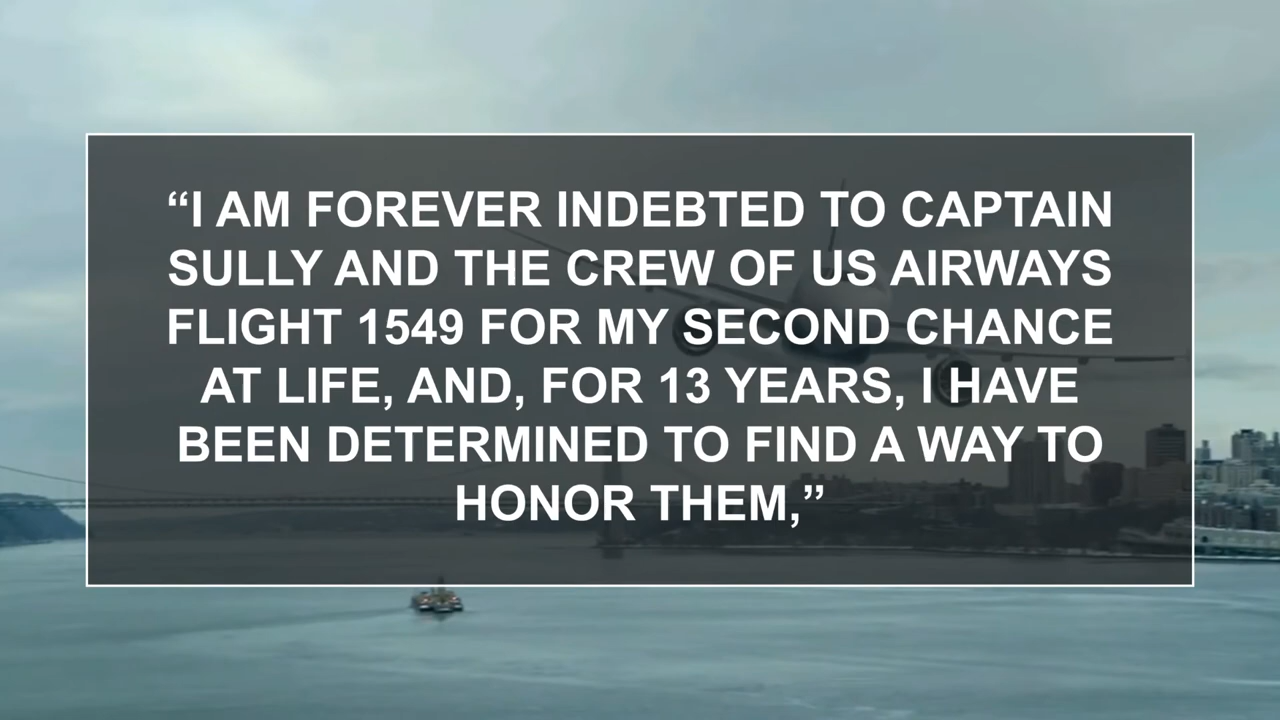 “I AM FOREVER INDEBTED TO CAPTAIN
SULLY AND THE CREW OF US AIRWAYS
FLIGHT 1549 FOR MY SECOND CHANCE
AT LIFE, AND, FOR 13 YEARS, I HAVE
BEEN DETERMINED TO FIND A WAY TO
HONOR THEM,”